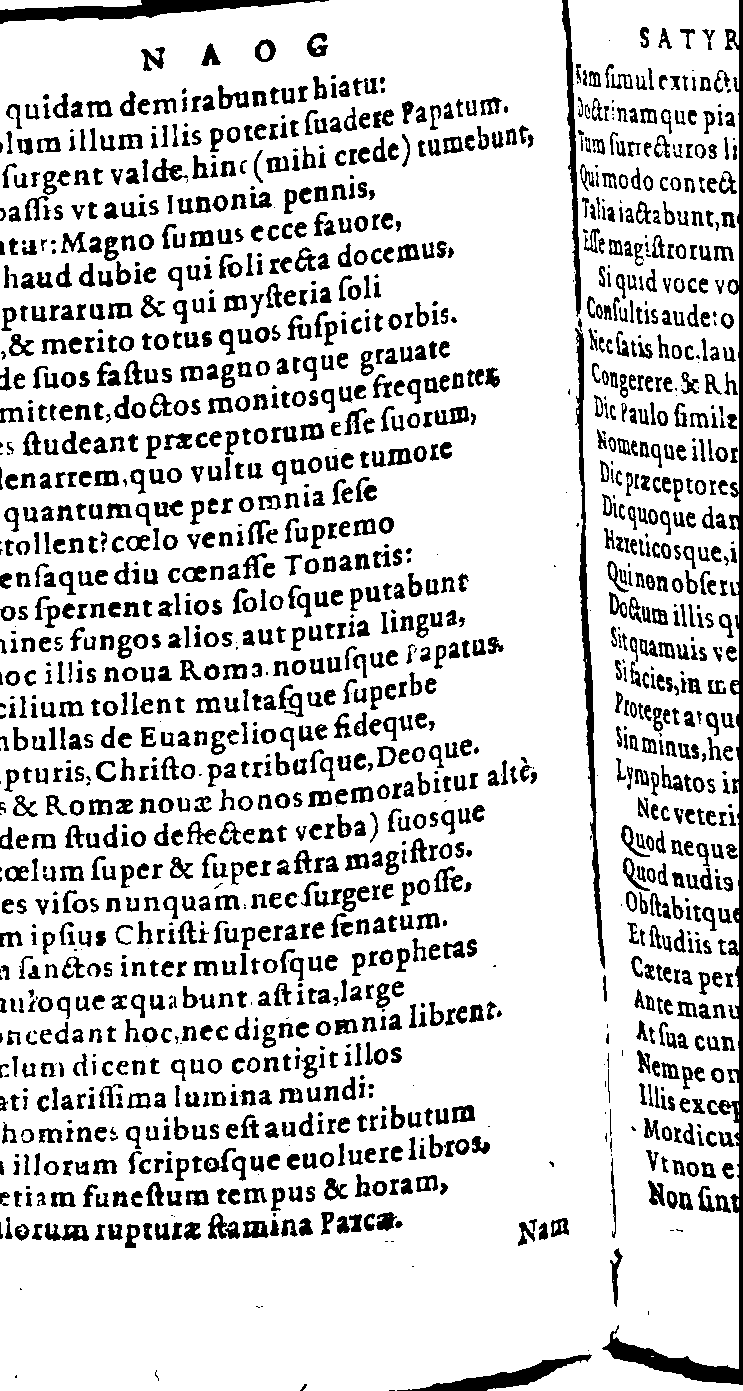 N A O G
quidam demirabuntur hiatu:
illum illis poterit ſuadere Papatum.
ſurgent valde, hinc (mihi crede) tumebunt,
paſſis vt auis Iunonia pennis,
Magno ſumus ecce fauore,
haud dubie qui ſoli recta docemus,
pturarum & qui myſteria ſoli
,& merito totus quos ſuſpicit orbis.
de ſuos faſtus magno atque grauate
mittent, doctos monitosque frequenter,
es ſtudeant præceptorum eſſe ſuorum,
enarrem, quo vultu quoue tumore
quantumque per omnia ſeſe
tollent? cœlo veniſſe ſupremo
enſaque diu cœnaſſe Tonantis:
os ſpernent alios ſoloſque putabunt
mines fungos alios, aut putria lingua,
hoc illis noua Roma. nouuſque Papatus.
cilium tollent multaſque ſuperbe
mbullas de Euangelioque fideque,
pturis, Chriſto. patribuſque, Deoque.
s & Romæ nouæ honos memorabitur altè,
dem ſtudio deflectent verba) ſuosque
cœlum ſuper & ſuper aſtra magiſtros.
es viſos nunquam. nec ſurgere poſſe,
m ipſius Chriſti ſuperare ſenatum.
ſanctos inter multoſque prophetas
muloque æquabunt. aſt ita, large
oncedant hoc, nec digne omnia librent.
clum dicent quo contigit illos
ati clariſſima lumina mundi:
homines quibus eſt audire tributum
illorum ſcriptoſque euoluere libros,
etiam funeſtum tempus & horam,
illorum rupturæ ſtamina Parcæ.
Nam
SATYR
Nam ſimul extinctu
Doctrinamque pia
Tum ſurrecturos li
Qui modo contect
Talia iactabunt, n
Eſſe magiſtrorum
Si quid voce vo
Conſultis aude: o
Nec ſatis hoc, lau
Congerere. & Rh
Dic Paulo ſimile
Nomenque illor
Dic præceptores
Dic quoque dam
Hæreticosque, i
Qui non obſeru
Doctum illis q
Sit quamuis ve
Si facies, in me
Proteget atque
Sin minus, he
Lymphatos in
Nec veteri
Quod neque
Quod nudis
Obſtabitque
Et ſtudiis ta
Cætera perſ
Ante manu
At ſua cun
Nempe on
Illis excep
Mordicus
Vt non e
Non ſint